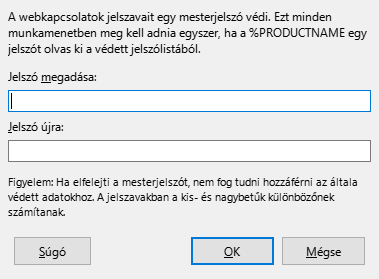 A webkapcsolatok jelszavait egy mesterjelszó védi. Ezt minden
munkamenetben meg kell adnia egyszer, ha a %PRODUCTNAME egy
jelszót olvas ki a védett jelszólistából.
Jelszó megadása:
Jelszó újra:
Figyelem: Ha elfelejti a mesterjelszót, nem fog tudni hozzáférni az általa
védett adatokhoz. A jelszavakban a kis- és nagybetűk különbözőnek
számítanak.
Súgó OK Mégse